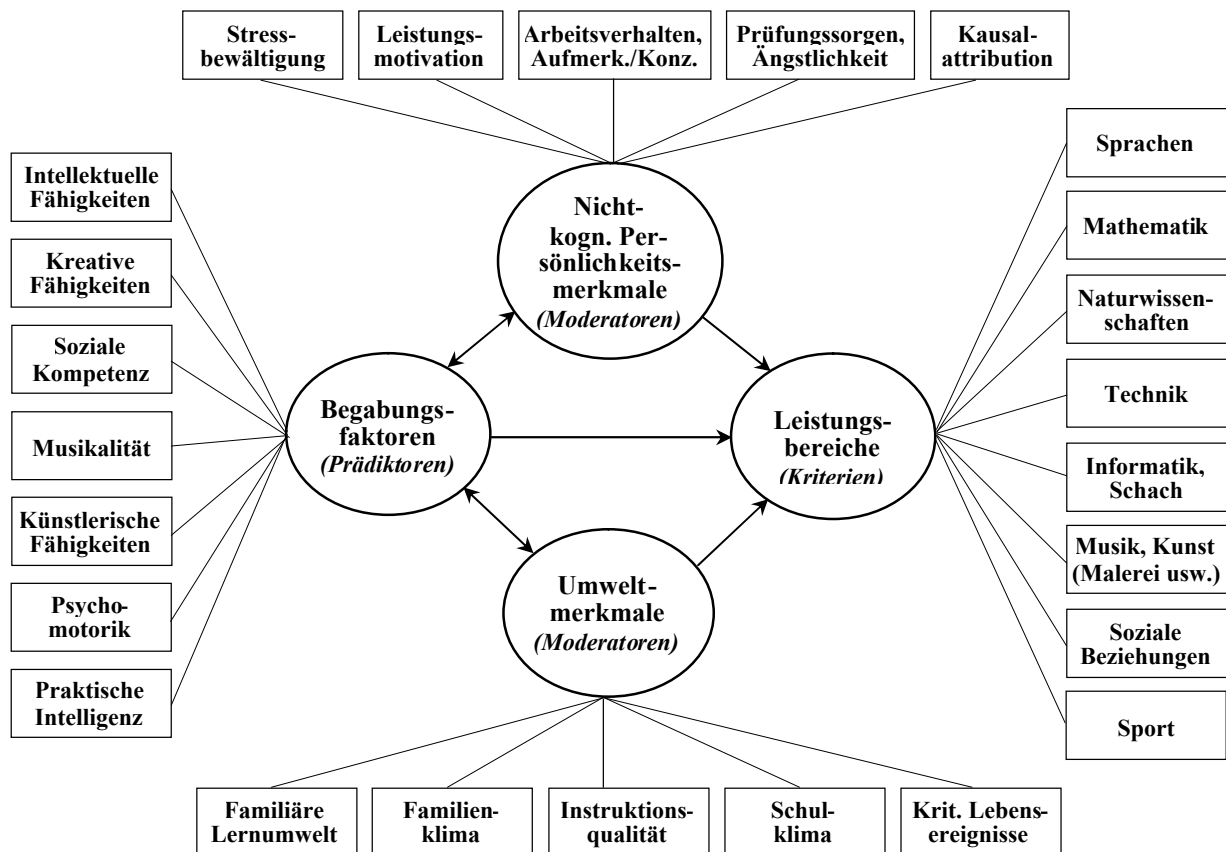 Stress-
bewältigung
Leistungs-
motivation
Arbeitsverhalten,
Aufmerk./Konz.
Prüfungssorgen,
Ängstlichkeit
Kausal-
attribution
Intellektuelle
Fähigkeiten
Kreative
Fähigkeiten
Soziale
Kompetenz
Musikalität
Künstlerische
Fähigkeiten
Psycho-
motorik
Praktische
Intelligenz
Nicht-
kogn. Per-
sönlichkeits-
merkmale
(Moderatoren)
Begabungs-
faktoren
(Prädiktoren)
Leistungs-
bereiche
(Kriterien)
Umwelt-
merkmale
(Moderatoren)
Sprachen
Mathematik
Naturwissen-
schaften
Technik
Informatik,
Schach
Musik, Kunst
(Malerei usw.)
Soziale
Beziehungen
Sport
Familiäre
Lernumwelt
Familien-
klima
Instruktions-
qualität
Schul-
klima
Krit. Lebens-
ereignisse